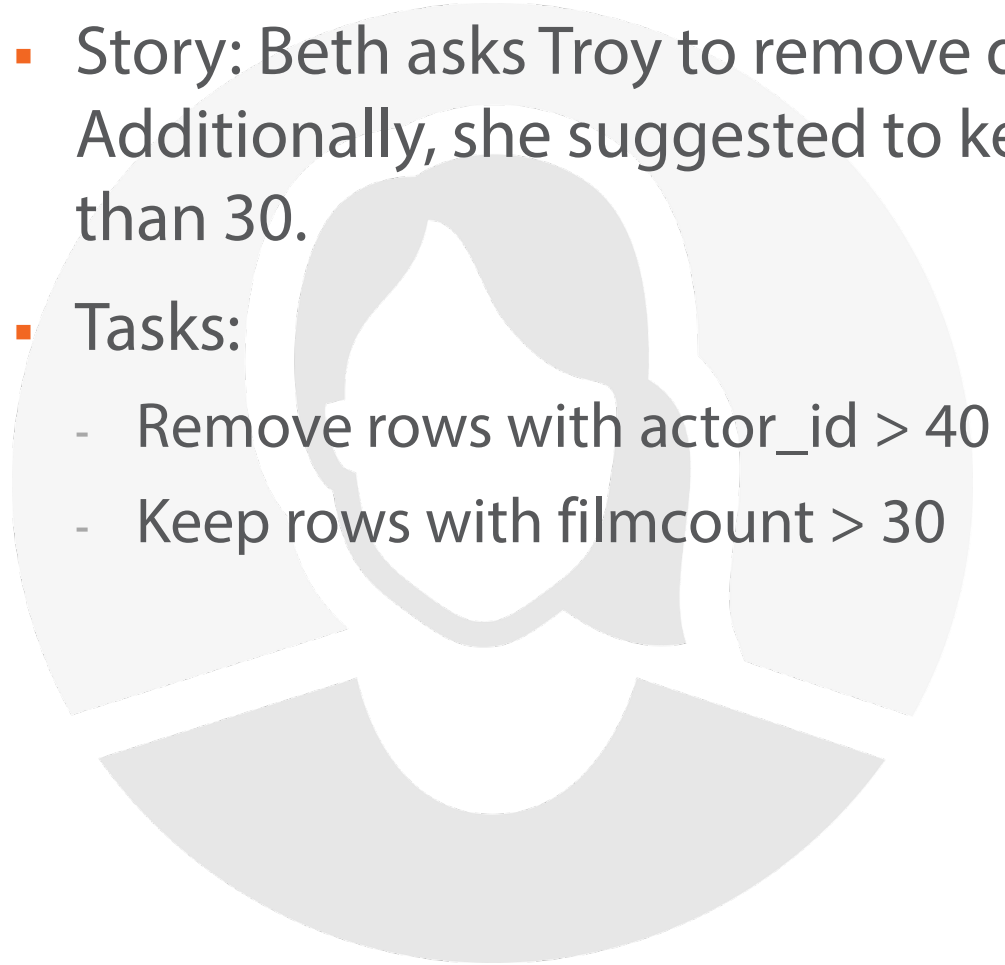 ▪ Story: Beth asks Troy to remove
Additionally, she suggested to
than 30.
▪ Tasks:
- Remove rows with actor_id > 40
- Keep rows with filmcount > 30